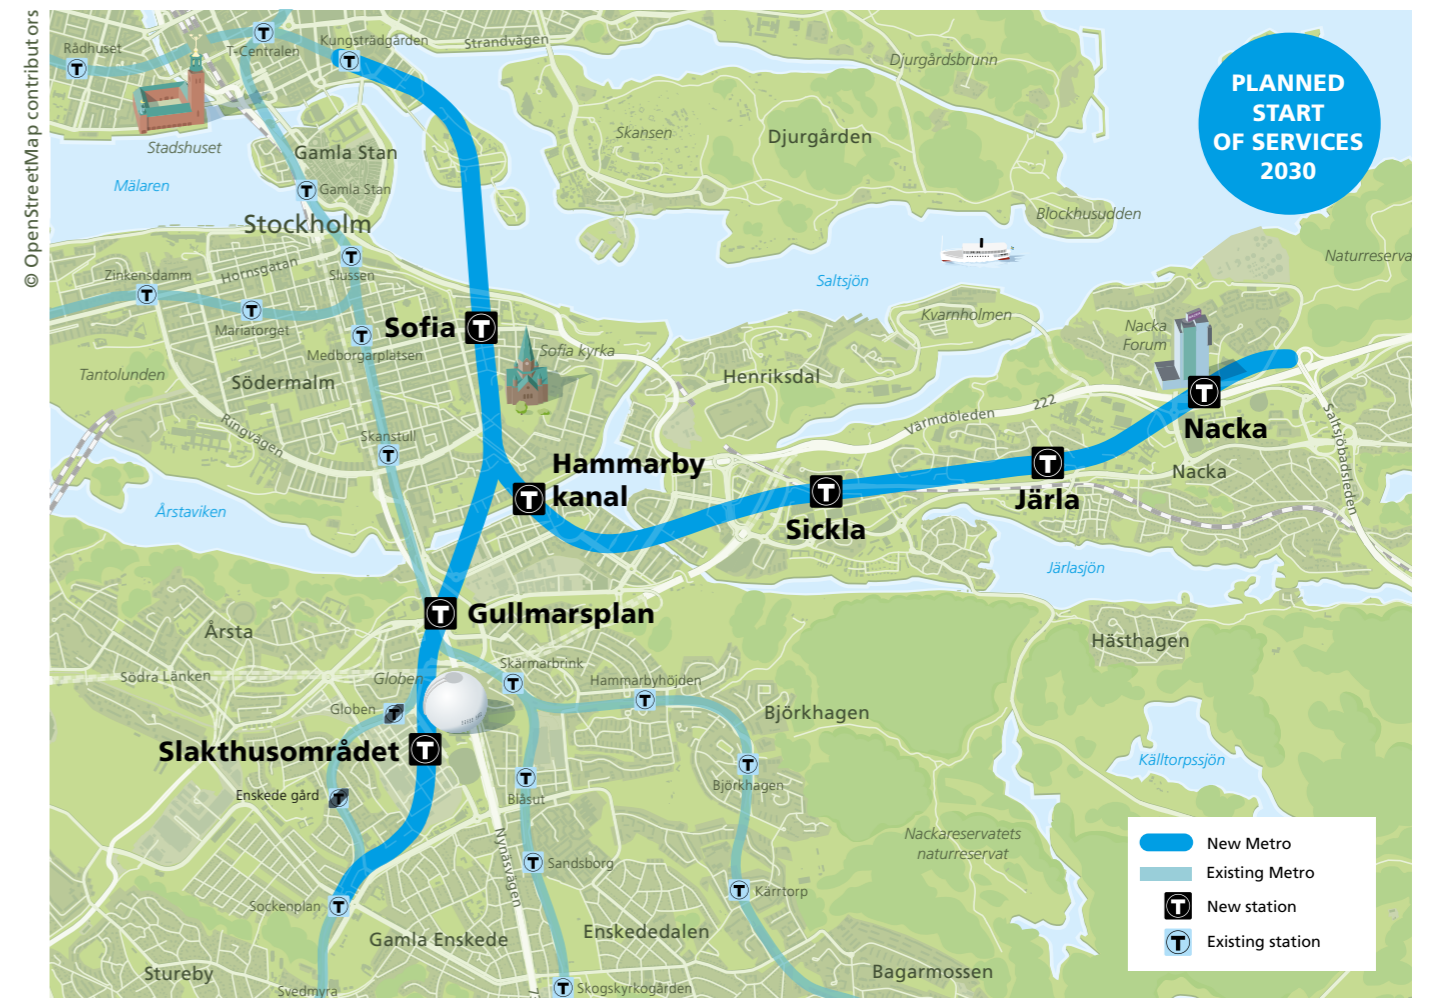 © OpenStreetMap contributors
Rådhuset
T-Centralen
Kungsträdgården
Strandvägen
Djurgårdsbrunn
PLANNED
START
OF SERVICES
2030
Skansen
Djurgården
Stadshuset
Gamla Stan
Mälaren
Gamla Stan
Blockhusudden
Stockholm
Naturreserva
Zinkensdamm
Hornsgatan
Slussen
Saltsjön
Mariatorget
Sofia
Kvarnholmen
Nacka
Forum
Medborgarplatsen
Sofia kyrka
Tantolunden
Södermalm
Henriksdal
Värmdöleden
222
Saltsjöbadsleden
Ringvägen
Skanstull
Nacka
Hammarby
kanal
Nacka
Järla
Sickla
Årstaviken
Järlasjön
Gullmarsplan
Årsta
Hästhagen
Södra Länken
Globen
Skärmarbrink
Hammarbyhöjden
Globen
Björkhagen
Slakthusområdet
Källtorpssjön
Enskede gård
Blåsut
Björkhagen
Nynäsvägen
Nackareservatets
naturreservat
Sandsborg
Kärrtorp
Sockenplan
Gamla Enskede
Enskededalen
Stureby
Bagarmossen
Svedmyra
Skogskyrkogården
73
New Metro
Existing Metro
New station
Existing station